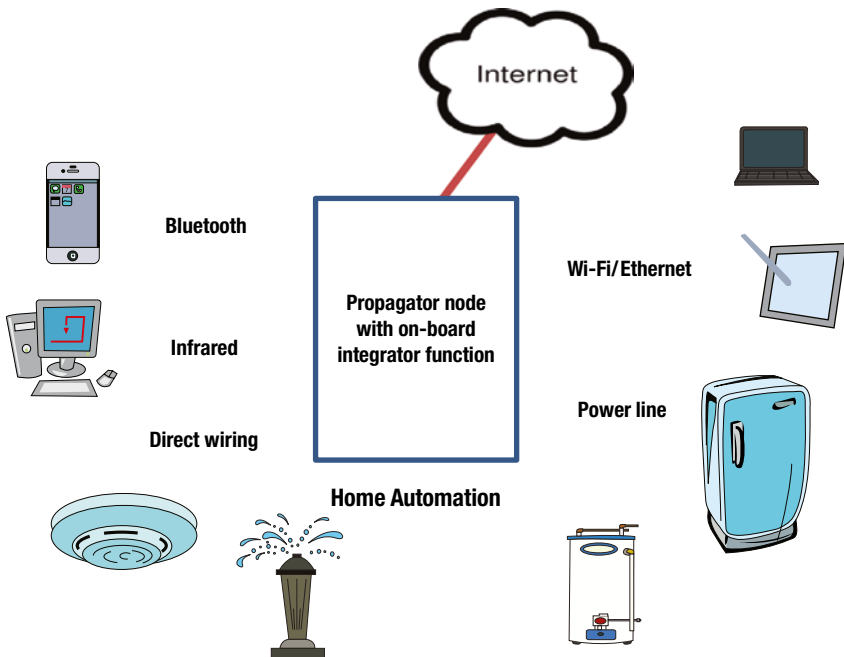 Internet
Bluetooth
Wi-Fi/Ethernet
Propagator node
with on-board
integrator function
Infrared
Power line
Direct wiring
Home Automation